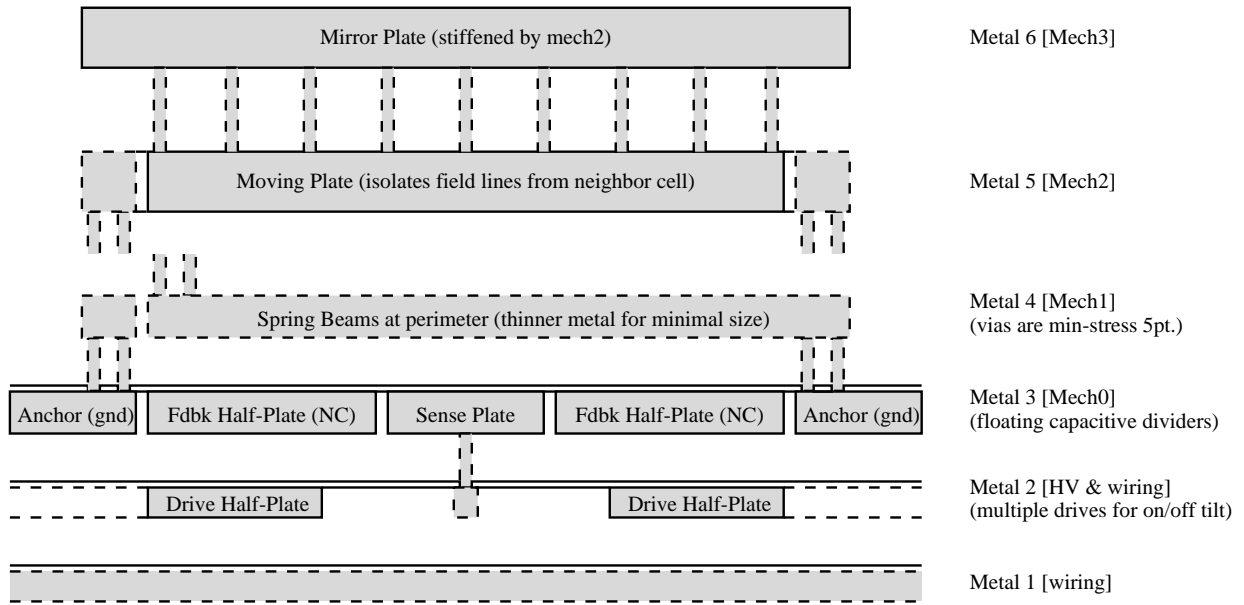 Mirror Plate (stiffened by mech2)
Metal 6 [Mech3]
Moving Plate (isolates field lines from neighbor cell)
Metal 5 [Mech2]
Spring Beams at perimeter (thinner metal for minimal size)
Metal 4 [Mech1]
(vias are min-stress 5pt.)
Anchor (gnd)
Fdbk Half-Plate (NC)
Sense Plate
Fdbk Half-Plate (NC)
Anchor (gnd)
Metal 3 [Mech0]
(floating capacitive dividers)
Drive Half-Plate
Drive Half-Plate
Metal 2 [HV & wiring]
(multiple drives for on/off tilt)
Metal 1 [wiring]